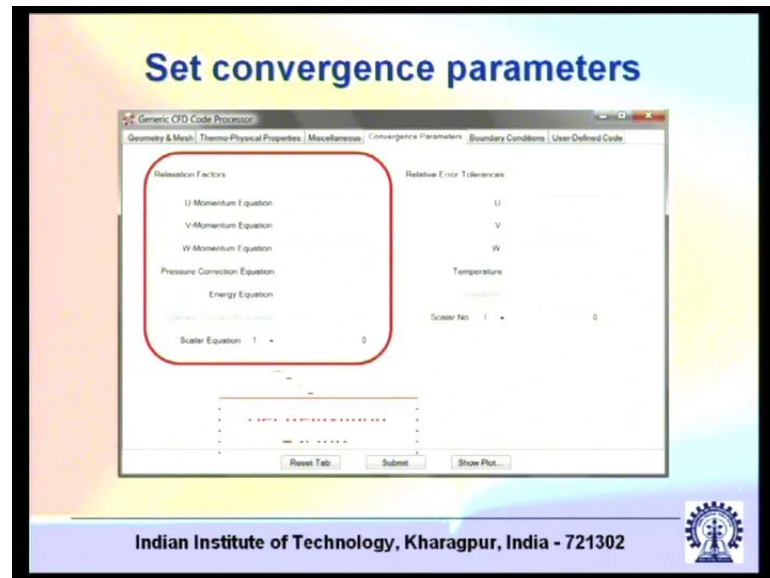 Set convergence parameters
Generic CFD Code Processor
Geometry & Mesh Thermo-Physical Properties Miscellaneous Convergence Parameters Boundary Conditions User-Defined Code
Relaxation Factors Relative Error Tolerances
U-Momentum Equation U
V-Momentum Equation V
W-Momentum Equation W
Pressure Correction Equation Temperature
Energy Equation
Scalar No 1 0
Scalar Equation 1 0
Reset Tab Submit Show Plot...
Indian Institute of Technology, Kharagpur, India - 721302